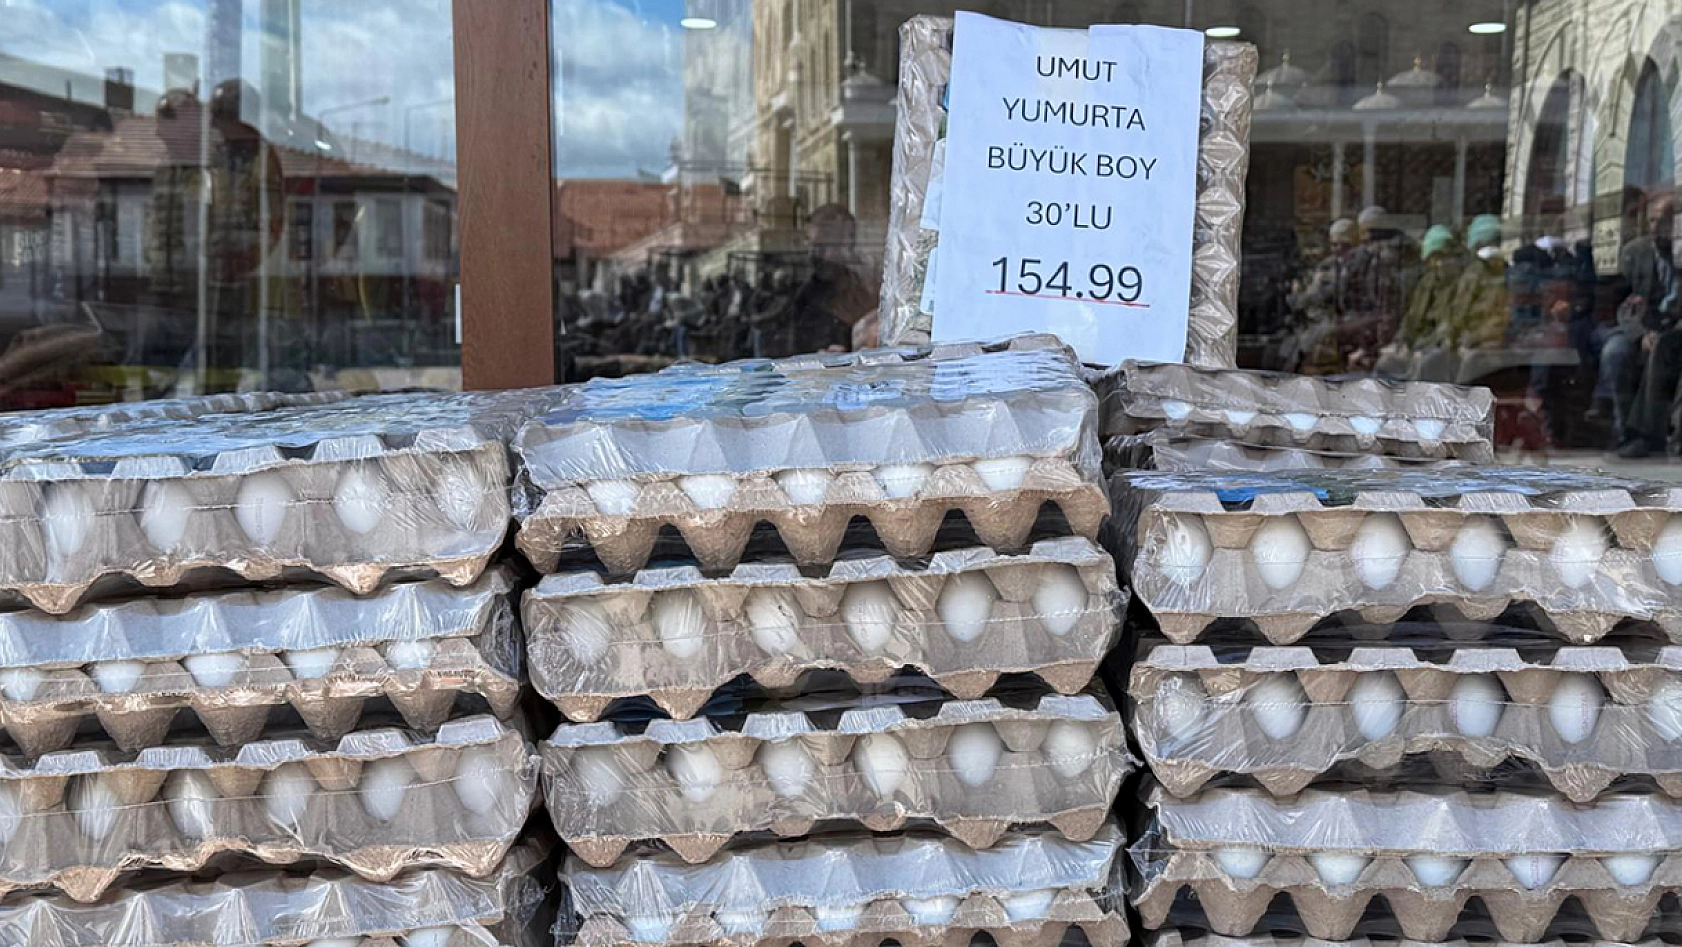 UMUT
YUMURTA
BÜYÜK BOY
30'LU
154.99